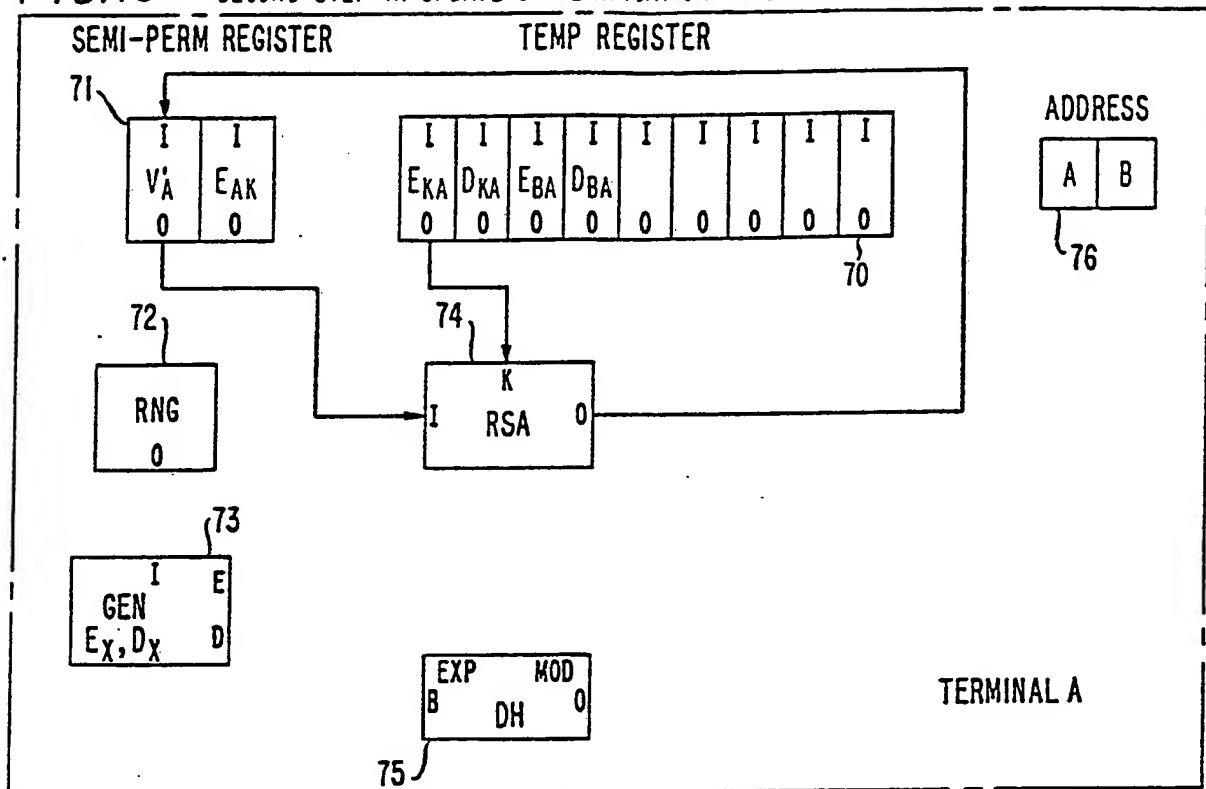 SEMI-PERM REGISTER TEMP REGISTER
71
I I
V'A EAK
0 0
I I I I I I I I I
EKA DKA EBA DBA
0 0 0 0 0 0 0 0 0
70
ADDRESS
A B
76
72
RNG
0
74
K
I RSA 0
73
I E
GEN
EX, DX D
EXP MOD
B DH 0
75
TERMINAL A